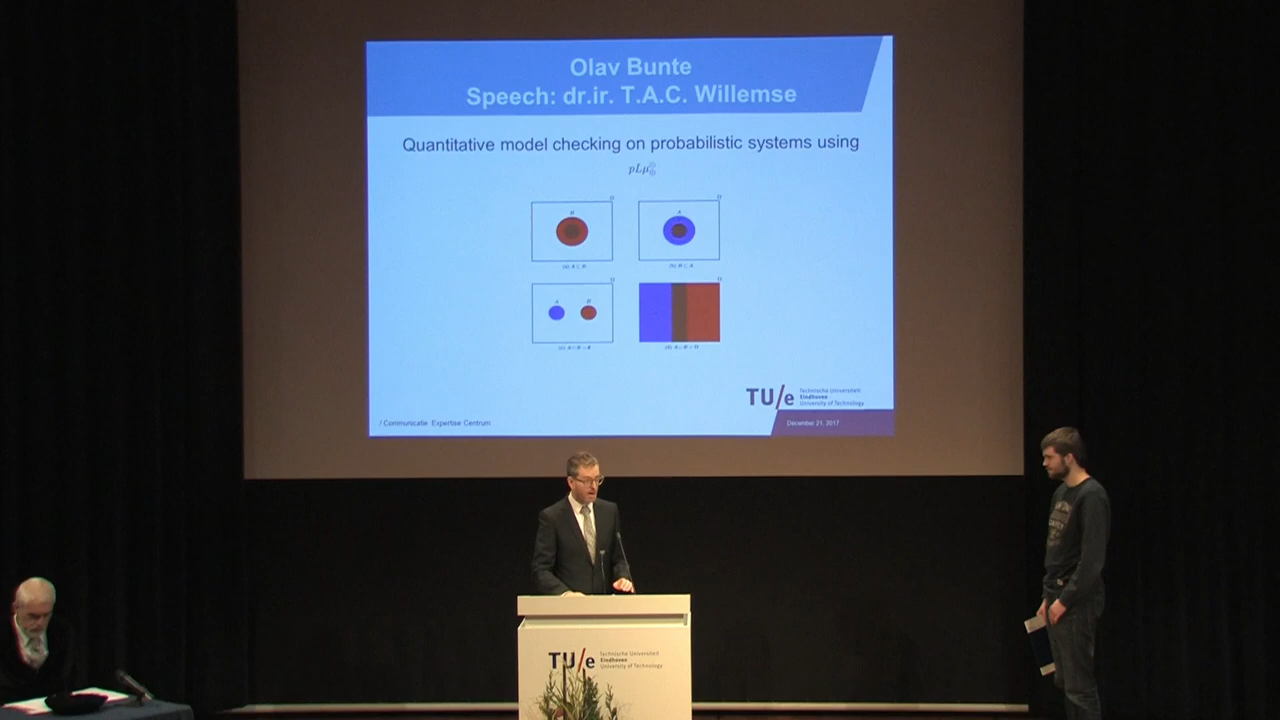 Olav Bunte
Speech: dr.ir. T.A.C. Willemse
Quantitative model checking on probabilistic systems using
TU/e
Technische Universiteit
Eindhoven
University of Technology
/ Communicatie Expertise Centrum
December 21, 2017
TU/e
Technische Universiteit
Eindhoven
University of Technology